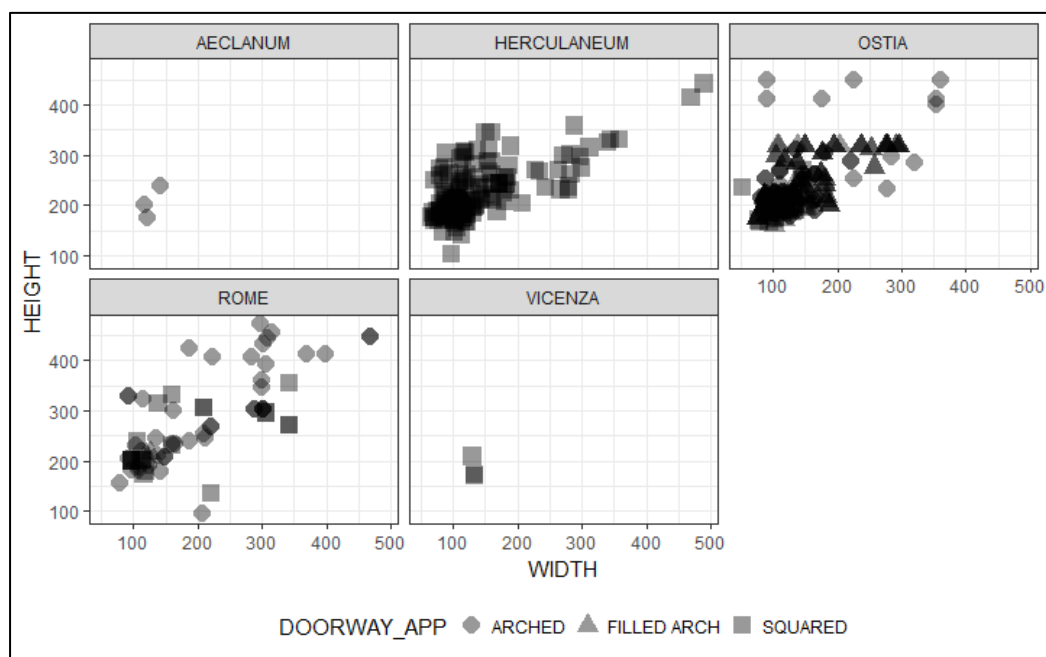 AECLANUM HERCULANEUM OSTIA
400
300
200
100
100 200 300 400 500
ROME VICENZA
400
300
200
100
100 200 300 400 500 100 200 300 400 500
HEIGHT
WIDTH
DOORWAY_APP ARCHED FILLED ARCH SQUARED